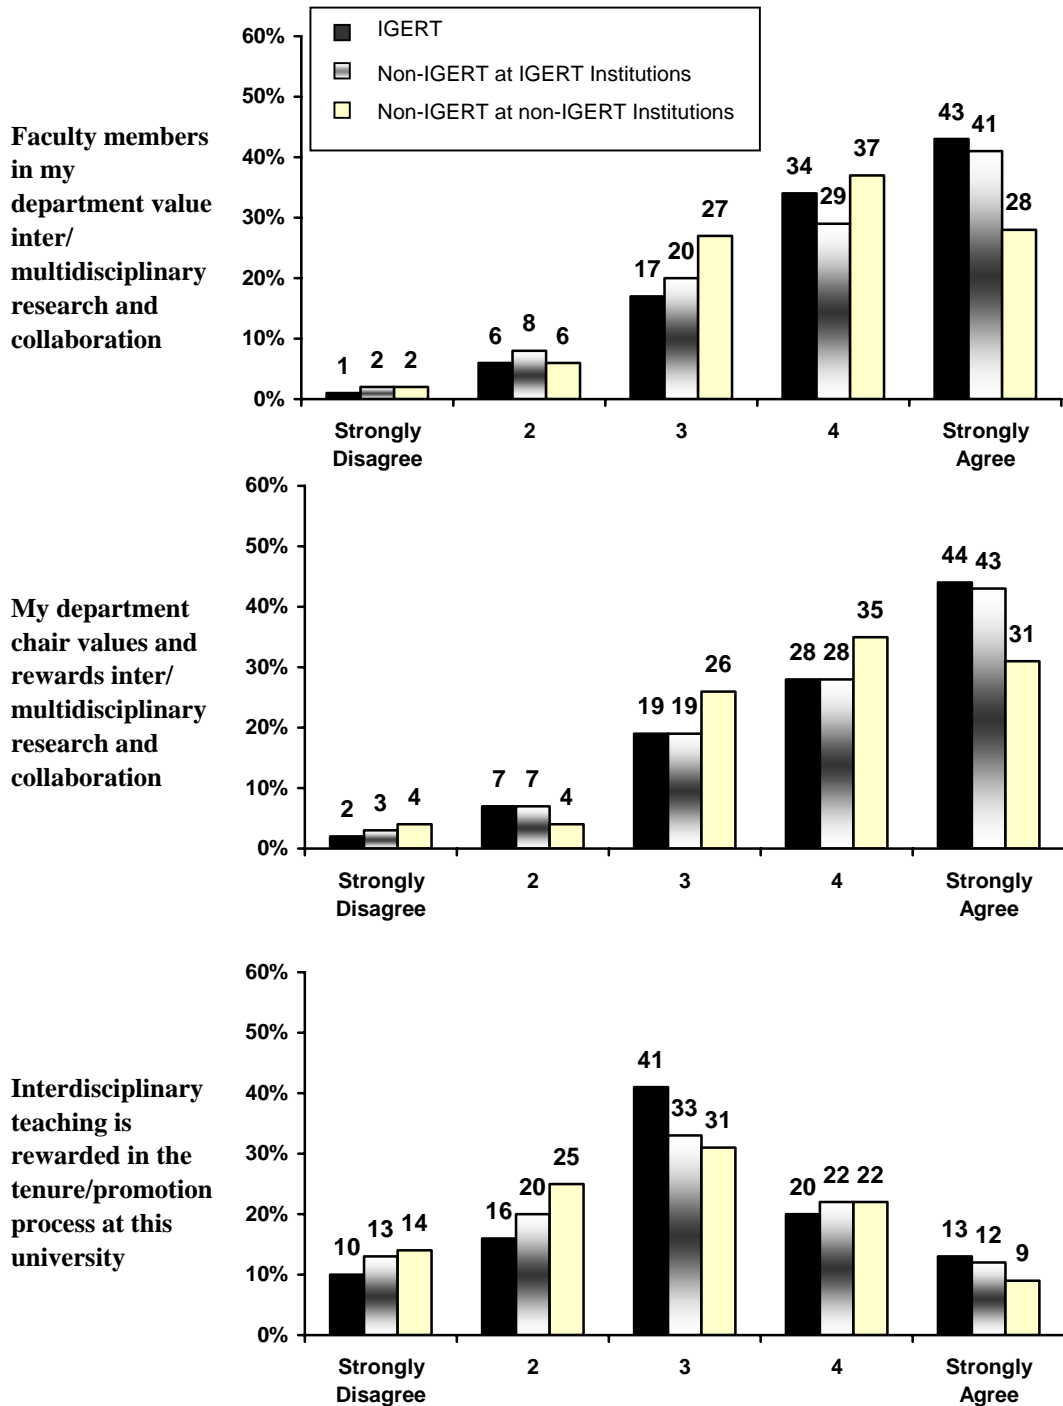 IGERT
Non-IGERT at IGERT Institutions
Non-IGERT at non-IGERT Institutions
Faculty members
in my
department value
inter/
multidisciplinary
research and
collaboration
60%
50%
40%
30%
20%
10%
0%
1 2 2
6 8 6
17 20 27
34 29 37
43 41 28
Strongly Disagree
2
3
4
Strongly Agree
My department
chair values and
rewards inter/
multidisciplinary
research and
collaboration
60%
50%
40%
30%
20%
10%
0%
2 3 4
7 7 4
19 19 26
28 28 35
44 43 31
Strongly Disagree
2
3
4
Strongly Agree
Interdisciplinary
teaching is
rewarded in the
tenure/promotion
process at this
university
60%
50%
40%
30%
20%
10%
0%
10 13 14
16 20 25
41 33 31
20 22 22
13 12 9
Strongly Disagree
2
3
4
Strongly Agree